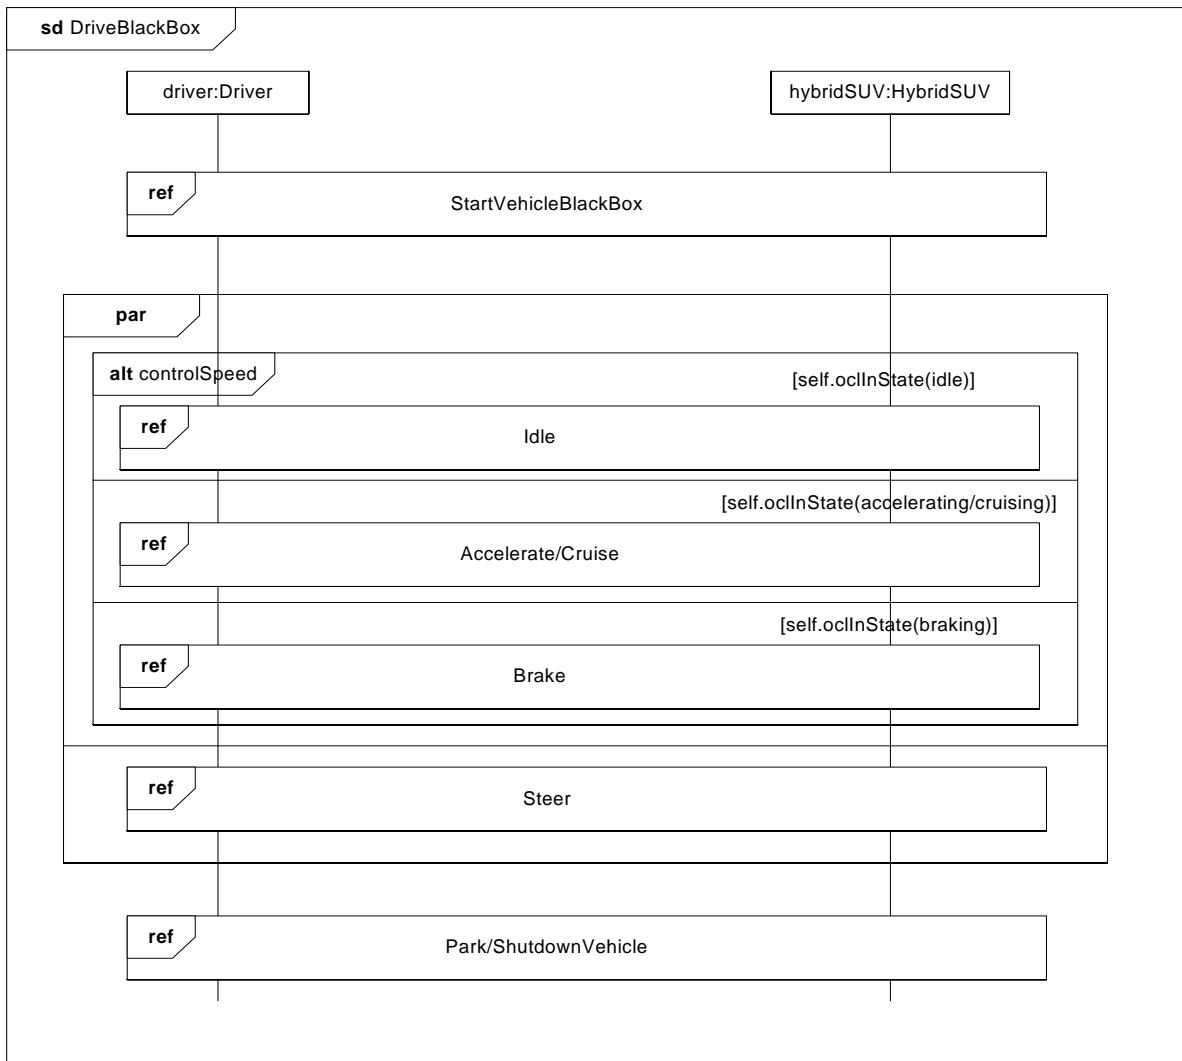 sd DriveBlackBox
driver:Driver
hybridSUV:HybridSUV
ref
StartVehicleBlackBox
par
alt controlSpeed
[self.oclInState(idle)]
ref
Idle
[self.oclInState(accelerating/cruising)]
ref
Accelerate/Cruise
[self.oclInState(braking)]
ref
Brake
ref
Steer
ref
Park/ShutdownVehicle